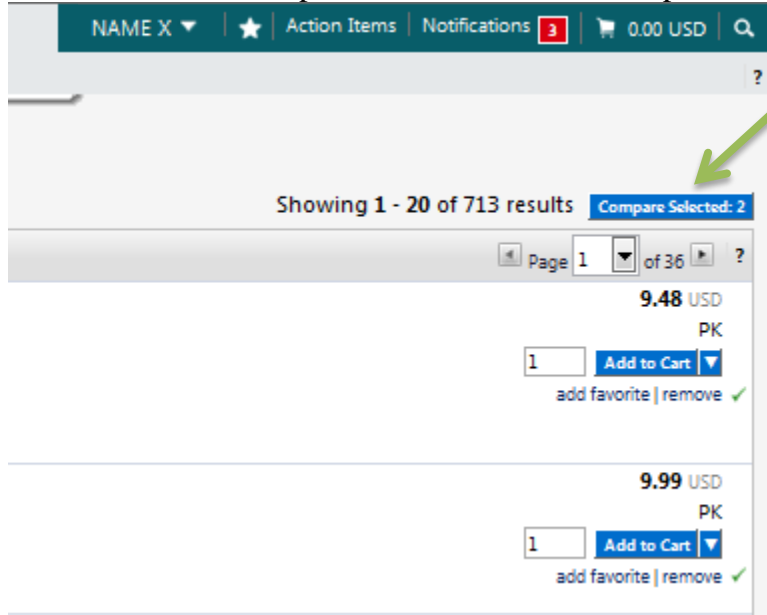 NAME X Action Items Notifications 3 0.00 USD
?
Showing 1 - 20 of 713 results Compare Selected: 2
Page 1 of 36 ?
9.48 USD
PK
1 Add to Cart
add favorite | remove
9.99 USD
PK
1 Add to Cart
add favorite | remove